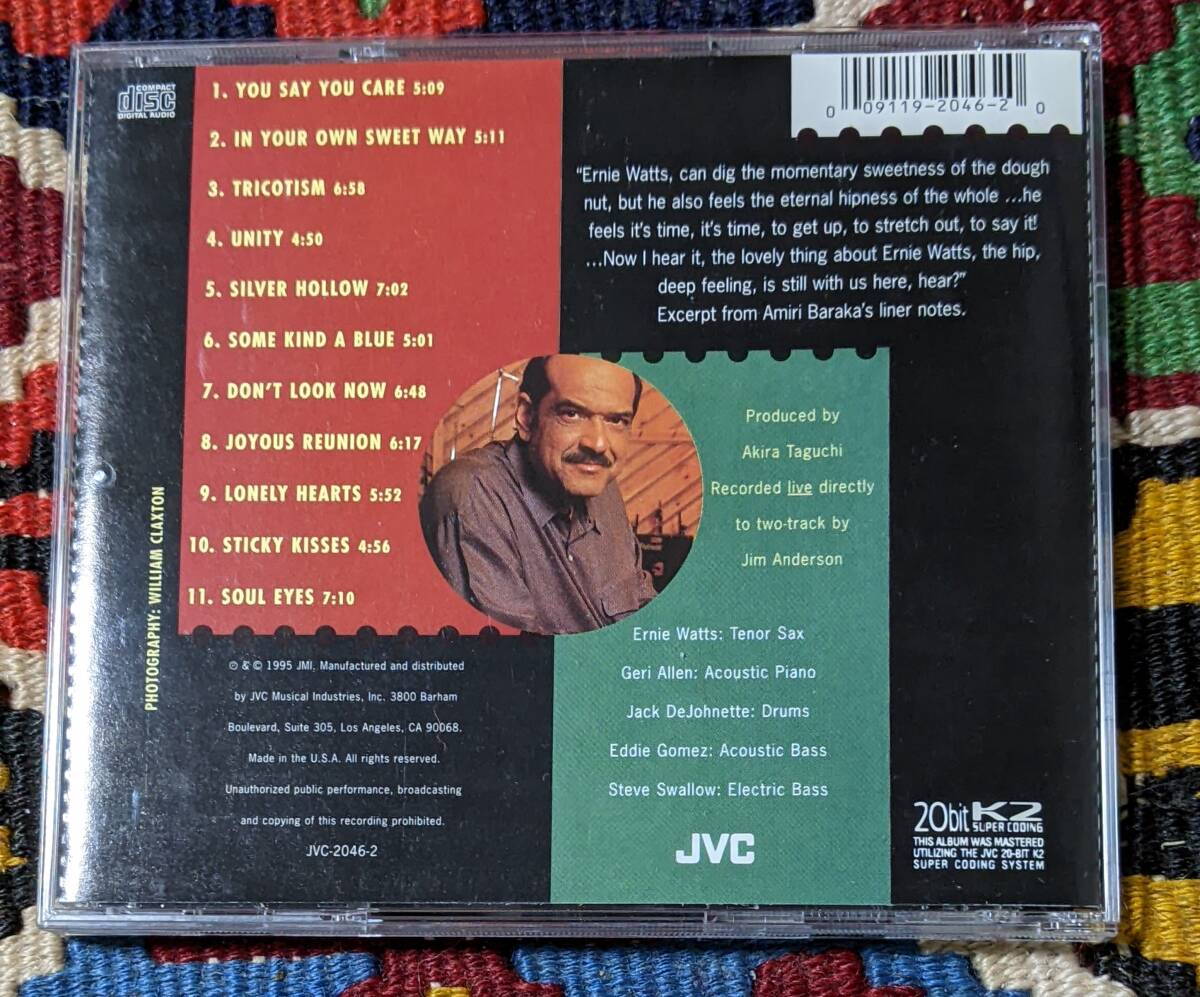 COMPACT
disc
DIGITAL AUDIO
1. YOU SAY YOU CARE 5:09
2. IN YOUR OWN SWEET WAY 5:11
3. TRICOTISM 6:58
4. UNITY 4:50
5. SILVER HOLLOW 7:02
6. SOME KIND A BLUE 5:01
7. DON'T LOOK NOW 6:48
8. JOYOUS REUNION 6:17
9. LONELY HEARTS 5:52
10. STICKY KISSES 4:56
11. SOUL EYES 7:10
PHOTOGRAPHY: WILLIAM CLAXTON
℗ & © 1995 JMI. Manufactured and distributed
by JVC Musical Industries, Inc. 3800 Barham
Boulevard, Suite 305, Los Angeles, CA 90068.
Made in the U.S.A. All rights reserved.
Unauthorized public performance, broadcasting
and copying of this recording prohibited.
JVC-2046-2
0 09119-2046-2 0
"Ernie Watts, can dig the momentary sweetness of the dough
nut, but he also feels the eternal hipness of the whole ...he
feels it's time, it's time, to get up, to stretch out, to say it!
...Now I hear it, the lovely thing about Ernie Watts, the hip,
deep feeling, is still with us here, hear?"
Excerpt from Amiri Baraka's liner notes.
Produced by
Akira Taguchi
Recorded live directly
to two-track by
Jim Anderson
Ernie Watts: Tenor Sax
Geri Allen: Acoustic Piano
Jack DeJohnette: Drums
Eddie Gomez: Acoustic Bass
Steve Swallow: Electric Bass
JVC
20bit K2
SUPER CODING
THIS ALBUM WAS MASTERED
UTILIZING THE JVC 20-BIT K2
SUPER CODING SYSTEM